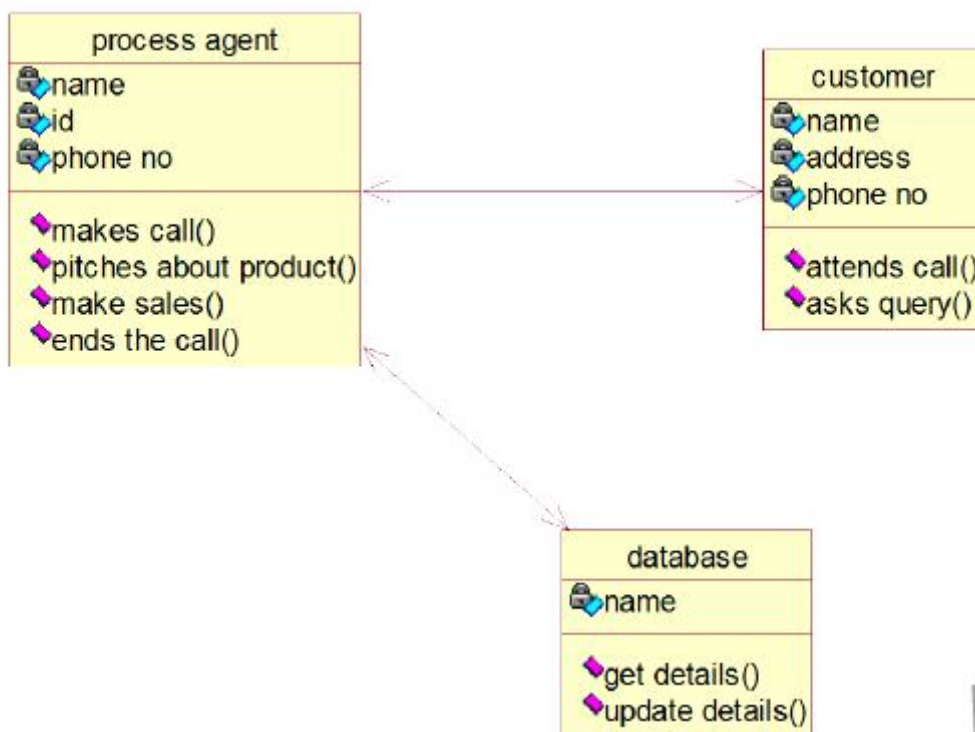 process agent
name
id
phone no
makes call()
pitches about product()
make sales()
ends the call()
customer
name
address
phone no
attends call()
asks query()
database
name
get details()
update details()